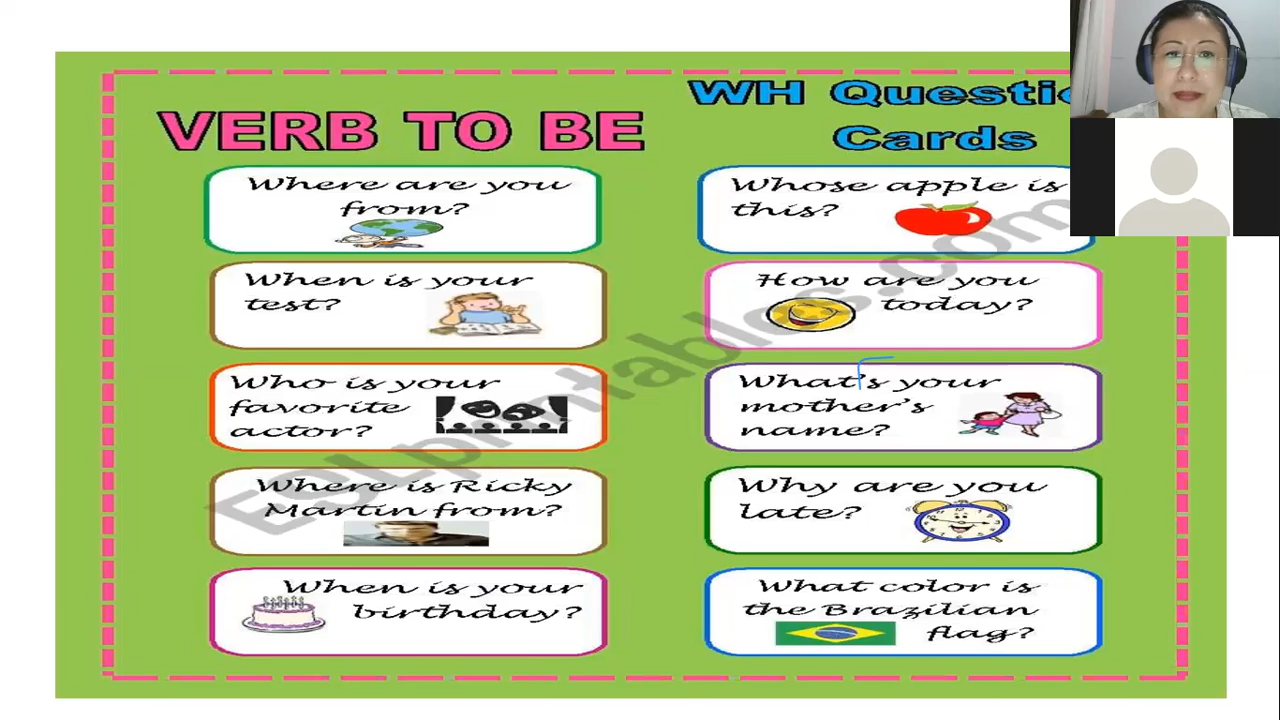 VERB TO BE
WH Questio
Cards
Where are you
from?
When is your
test?
Who is your
favorite
actor?
Where is Ricky
Martin from?
When is your
birthday?
Whose apple is
this?
How are you
today?
What's your
mother's
name?
Why are you
late?
What color is
the Brazilian
flag?
ESLprintables.com